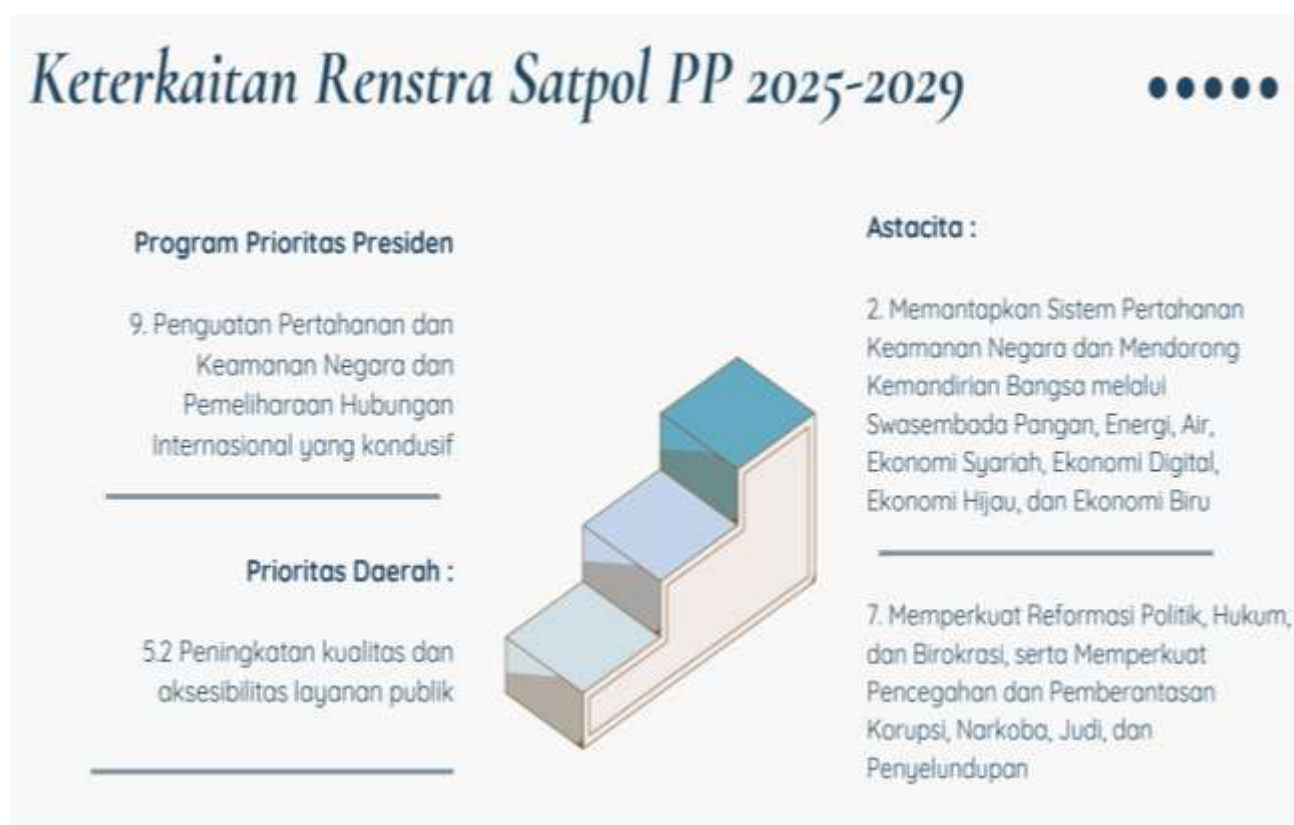 Keterkaitan Renstra Satpol PP 2025-2029
Program Prioritas Presiden
9. Penguatan Pertahanan dan
Keamanan Negara dan
Pemeliharaan Hubungan
Internasional yang kondusif
Prioritas Daerah :
5.2 Peningkatan kualitas dan
aksesibilitas layanan publik
Astacita :
2. Memantapkan Sistem Pertahanan
Keamanan Negara dan Mendorong
Kemandirian Bangsa melalui
Swasembada Pangan, Energi, Air,
Ekonomi Syariah, Ekonomi Digital,
Ekonomi Hijau, dan Ekonomi Biru
7. Memperkuat Reformasi Politik, Hukum,
dan Birokrasi, serta Memperkuat
Pencegahan dan Pemberantasan
Korupsi, Narkoba, Judi, dan
Penyelundupan